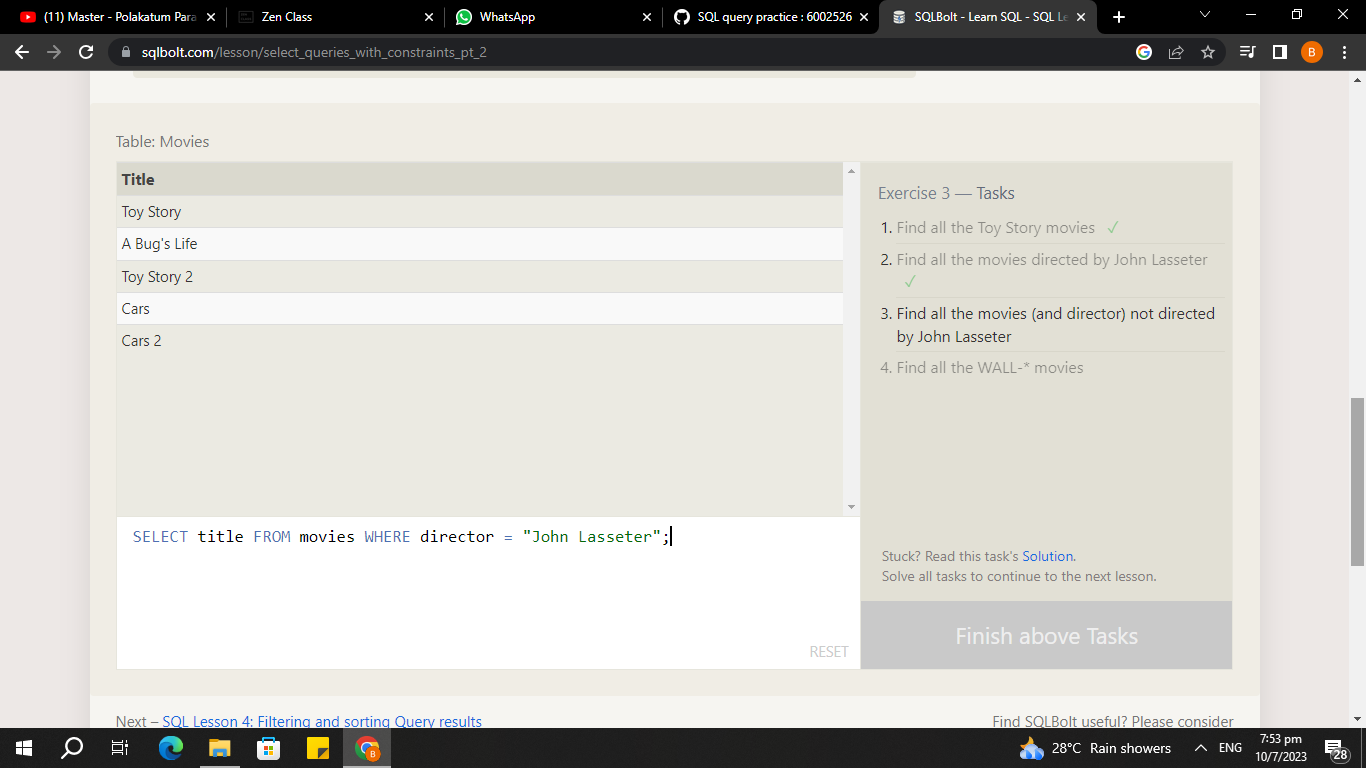 (11) Master - Polakatum Para
Zen Class
WhatsApp
SQL query practice : 6002526
SQLBolt - Learn SQL - SQL Le
sqlbolt.com/lesson/select_queries_with_constraints_pt_2
B
Table: Movies
Title
Toy Story
A Bug's Life
Toy Story 2
Cars
Cars 2
SELECT title FROM movies WHERE director = "John Lasseter";
RESET
Exercise 3 — Tasks
1. Find all the Toy Story movies ✓
2. Find all the movies directed by John Lasseter
✓
3. Find all the movies (and director) not directed
by John Lasseter
4. Find all the WALL-* movies
Stuck? Read this task's Solution.
Solve all tasks to continue to the next lesson.
Finish above Tasks
Next – SQL Lesson 4: Filtering and sorting Query results
Find SQLBolt useful? Please consider
B
28°C Rain showers
ENG
7:53 pm
10/7/2023
28